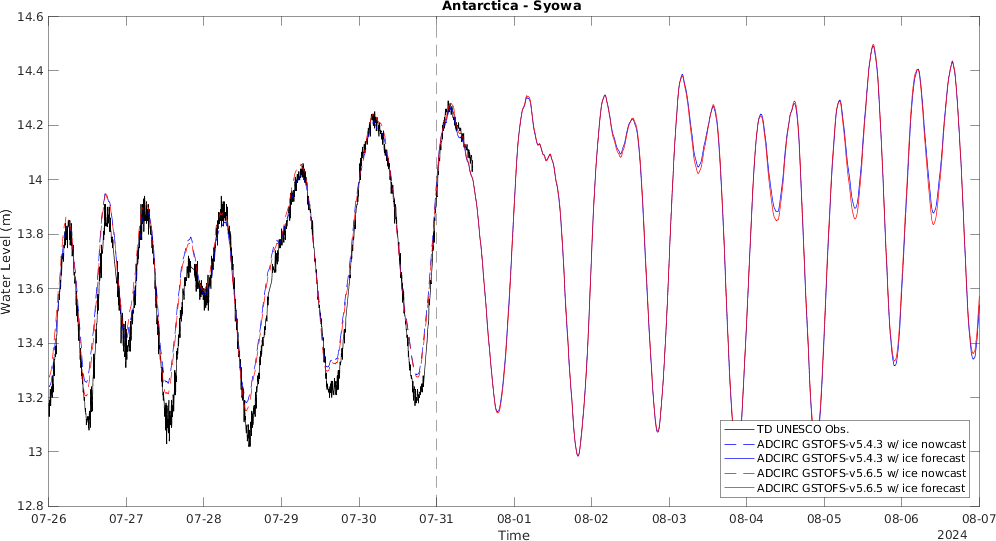 Antarctica - Syowa
Water Level (m)
14.6
14.4
14.2
14
13.8
13.6
13.4
13.2
13
12.8
TD UNESCO Obs.
ADCIRC GSTOFS-v5.4.3 w/ ice nowcast
ADCIRC GSTOFS-v5.4.3 w/ ice forecast
ADCIRC GSTOFS-v5.6.5 w/ ice nowcast
ADCIRC GSTOFS-v5.6.5 w/ ice forecast
07-26 07-27 07-28 07-29 07-30 07-31 08-01 08-02 08-03 08-04 08-05 08-06 08-07
Time
2024